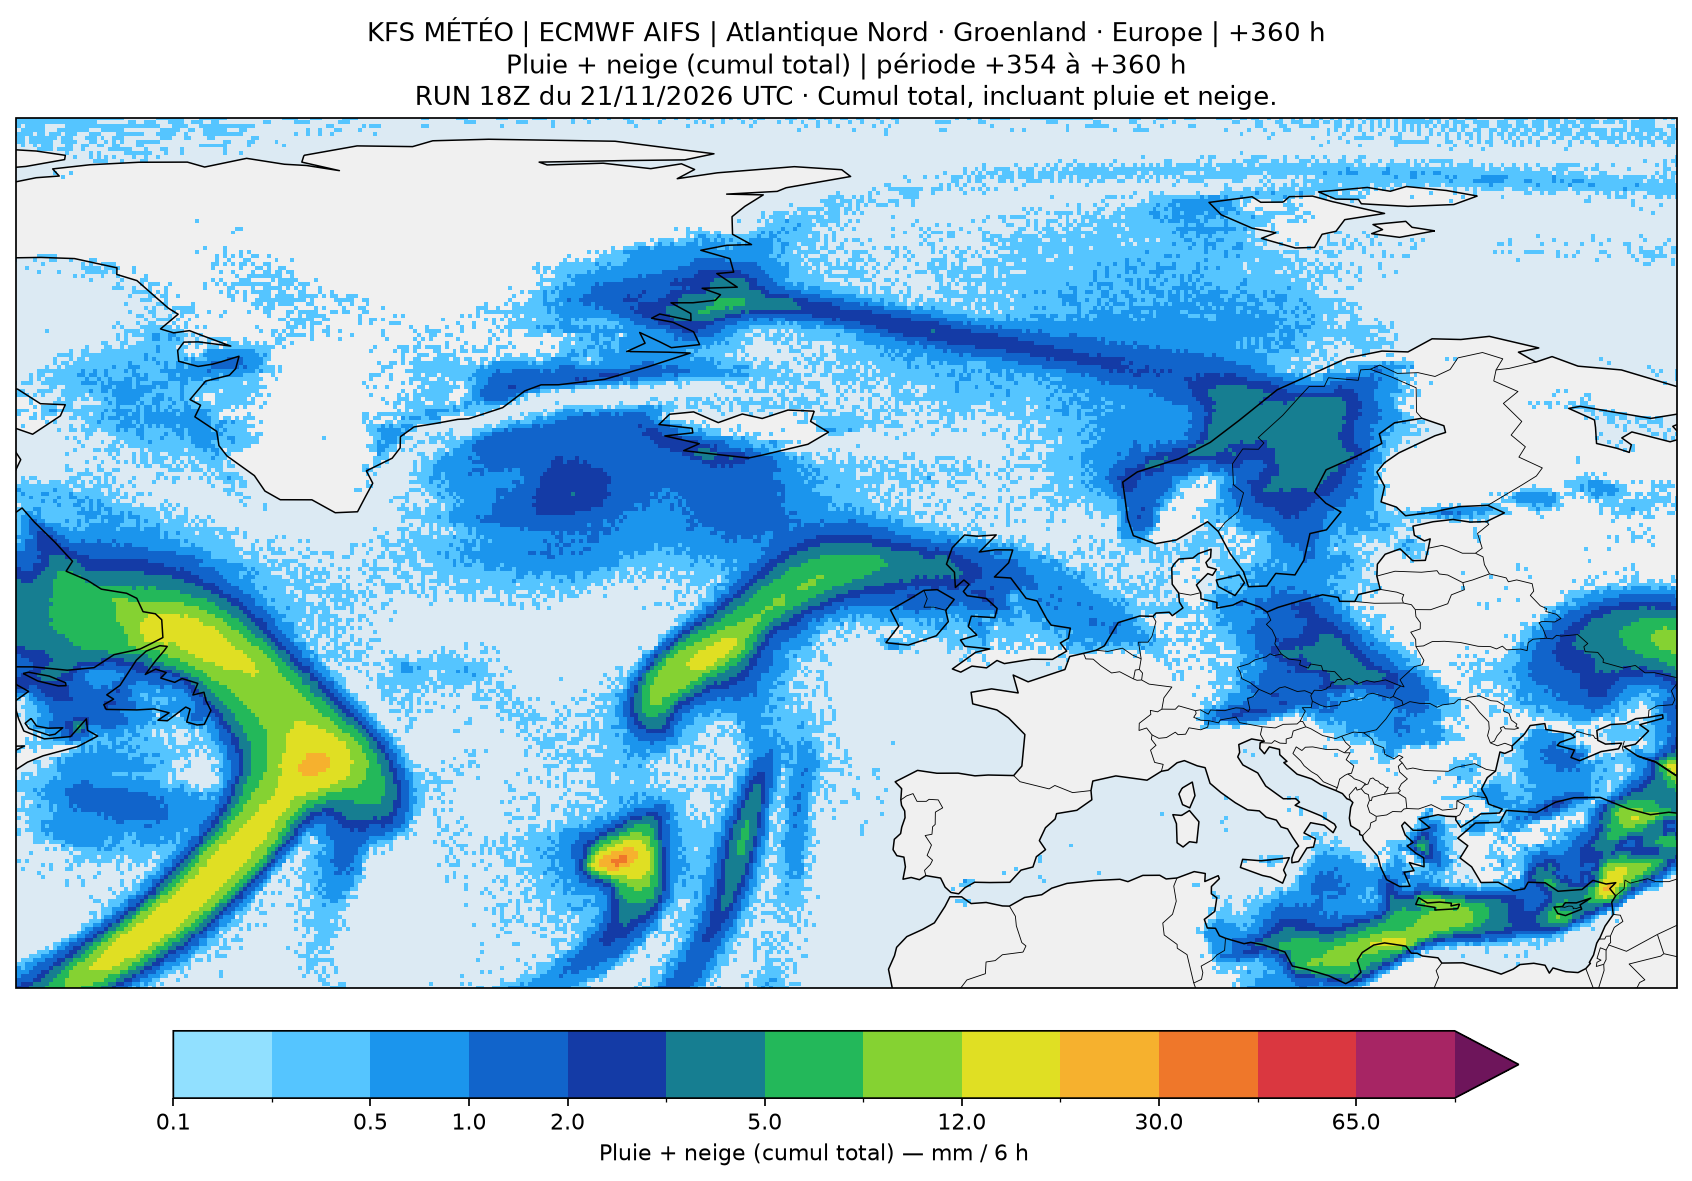 KFS MÉTÉO | ECMWF AIFS | Atlantique Nord · Groenland · Europe | +360 h
Pluie + neige (cumul total) | période +354 à +360 h
RUN 18Z du 21/11/2026 UTC · Cumul total, incluant pluie et neige.
0.1 0.5 1.0 2.0 5.0 12.0 30.0 65.0
Pluie + neige (cumul total) — mm / 6 h